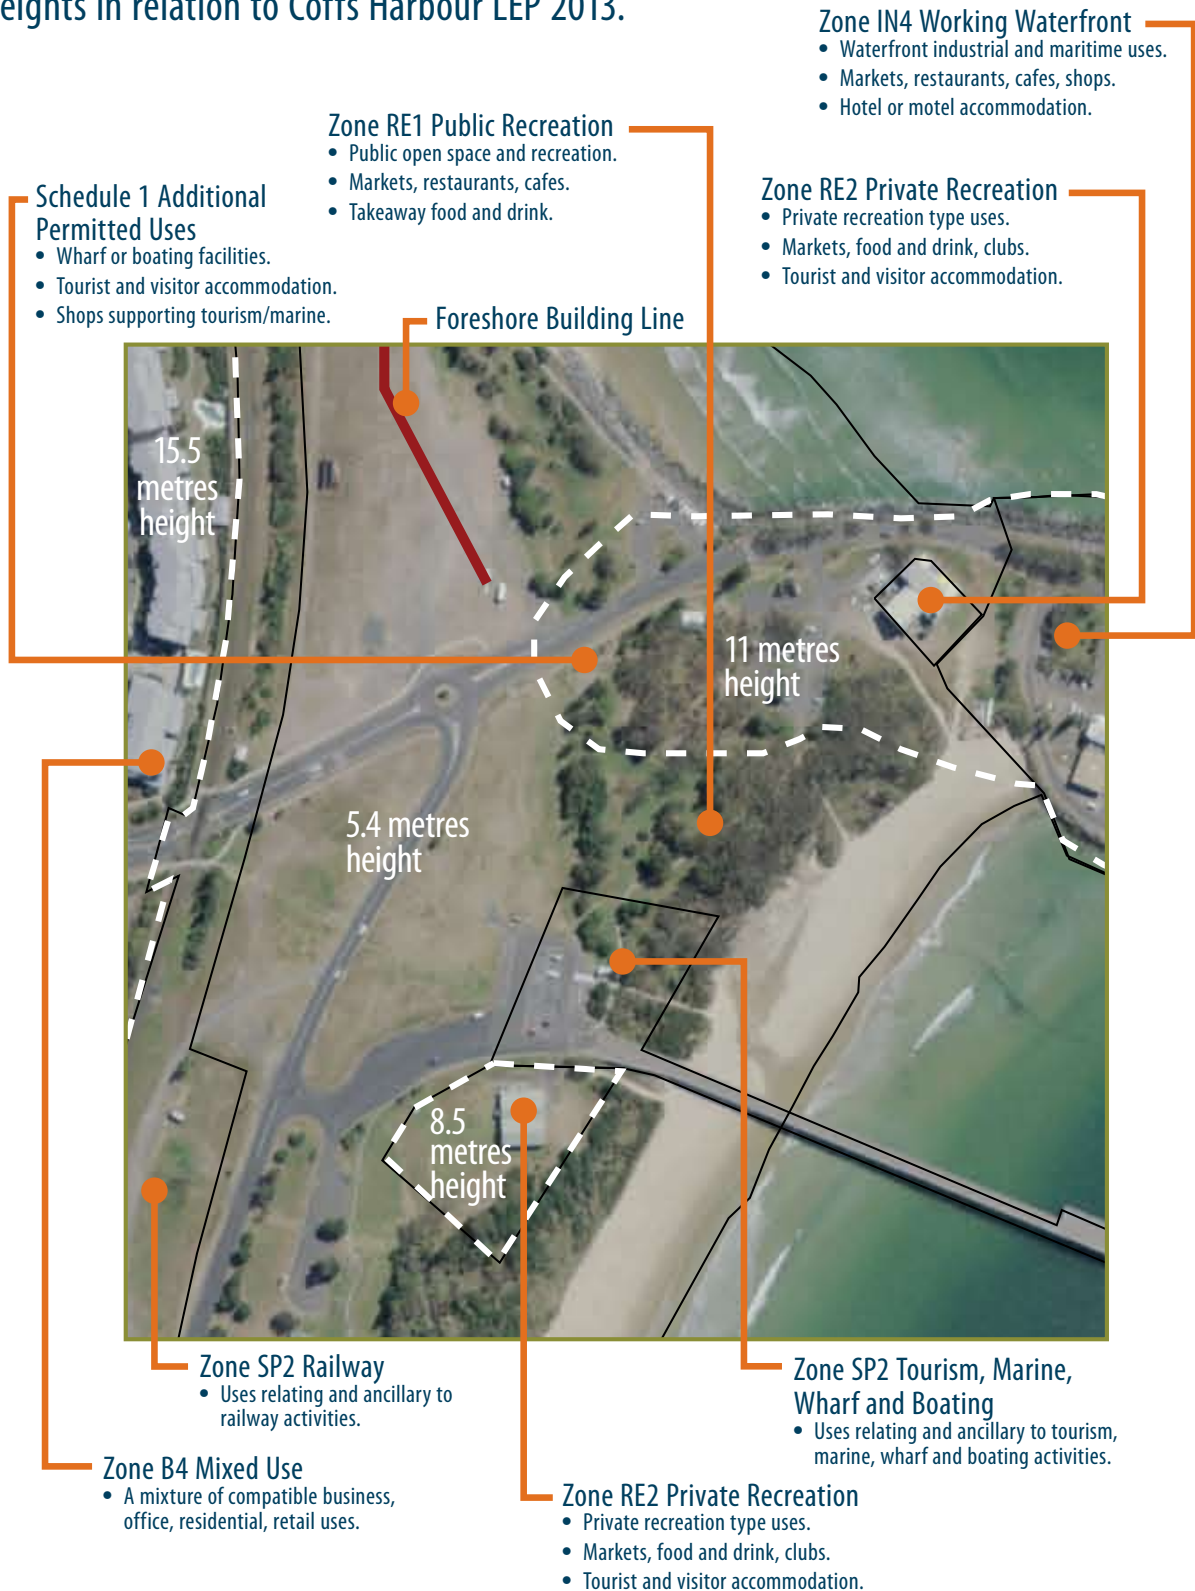 eights in relation to Coffs Harbour LEP 2013.
Zone IN4 Working Waterfront
• Waterfront industrial and maritime uses.
• Markets, restaurants, cafes, shops.
• Hotel or motel accommodation.
Zone RE1 Public Recreation
• Public open space and recreation.
• Markets, restaurants, cafes.
• Takeaway food and drink.
Zone RE2 Private Recreation
• Private recreation type uses.
• Markets, food and drink, clubs.
• Tourist and visitor accommodation.
Schedule 1 Additional
Permitted Uses
• Wharf or boating facilities.
• Tourist and visitor accommodation.
• Shops supporting tourism/marine.
Foreshore Building Line
15.5
metres
height
11 metres
height
5.4 metres
height
8.5
metres
height
Zone SP2 Railway
• Uses relating and ancillary to
railway activities.
Zone SP2 Tourism, Marine,
Wharf and Boating
• Uses relating and ancillary to tourism,
marine, wharf and boating activities.
Zone B4 Mixed Use
• A mixture of compatible business,
office, residential, retail uses.
Zone RE2 Private Recreation
• Private recreation type uses.
• Markets, food and drink, clubs.
• Tourist and visitor accommodation.